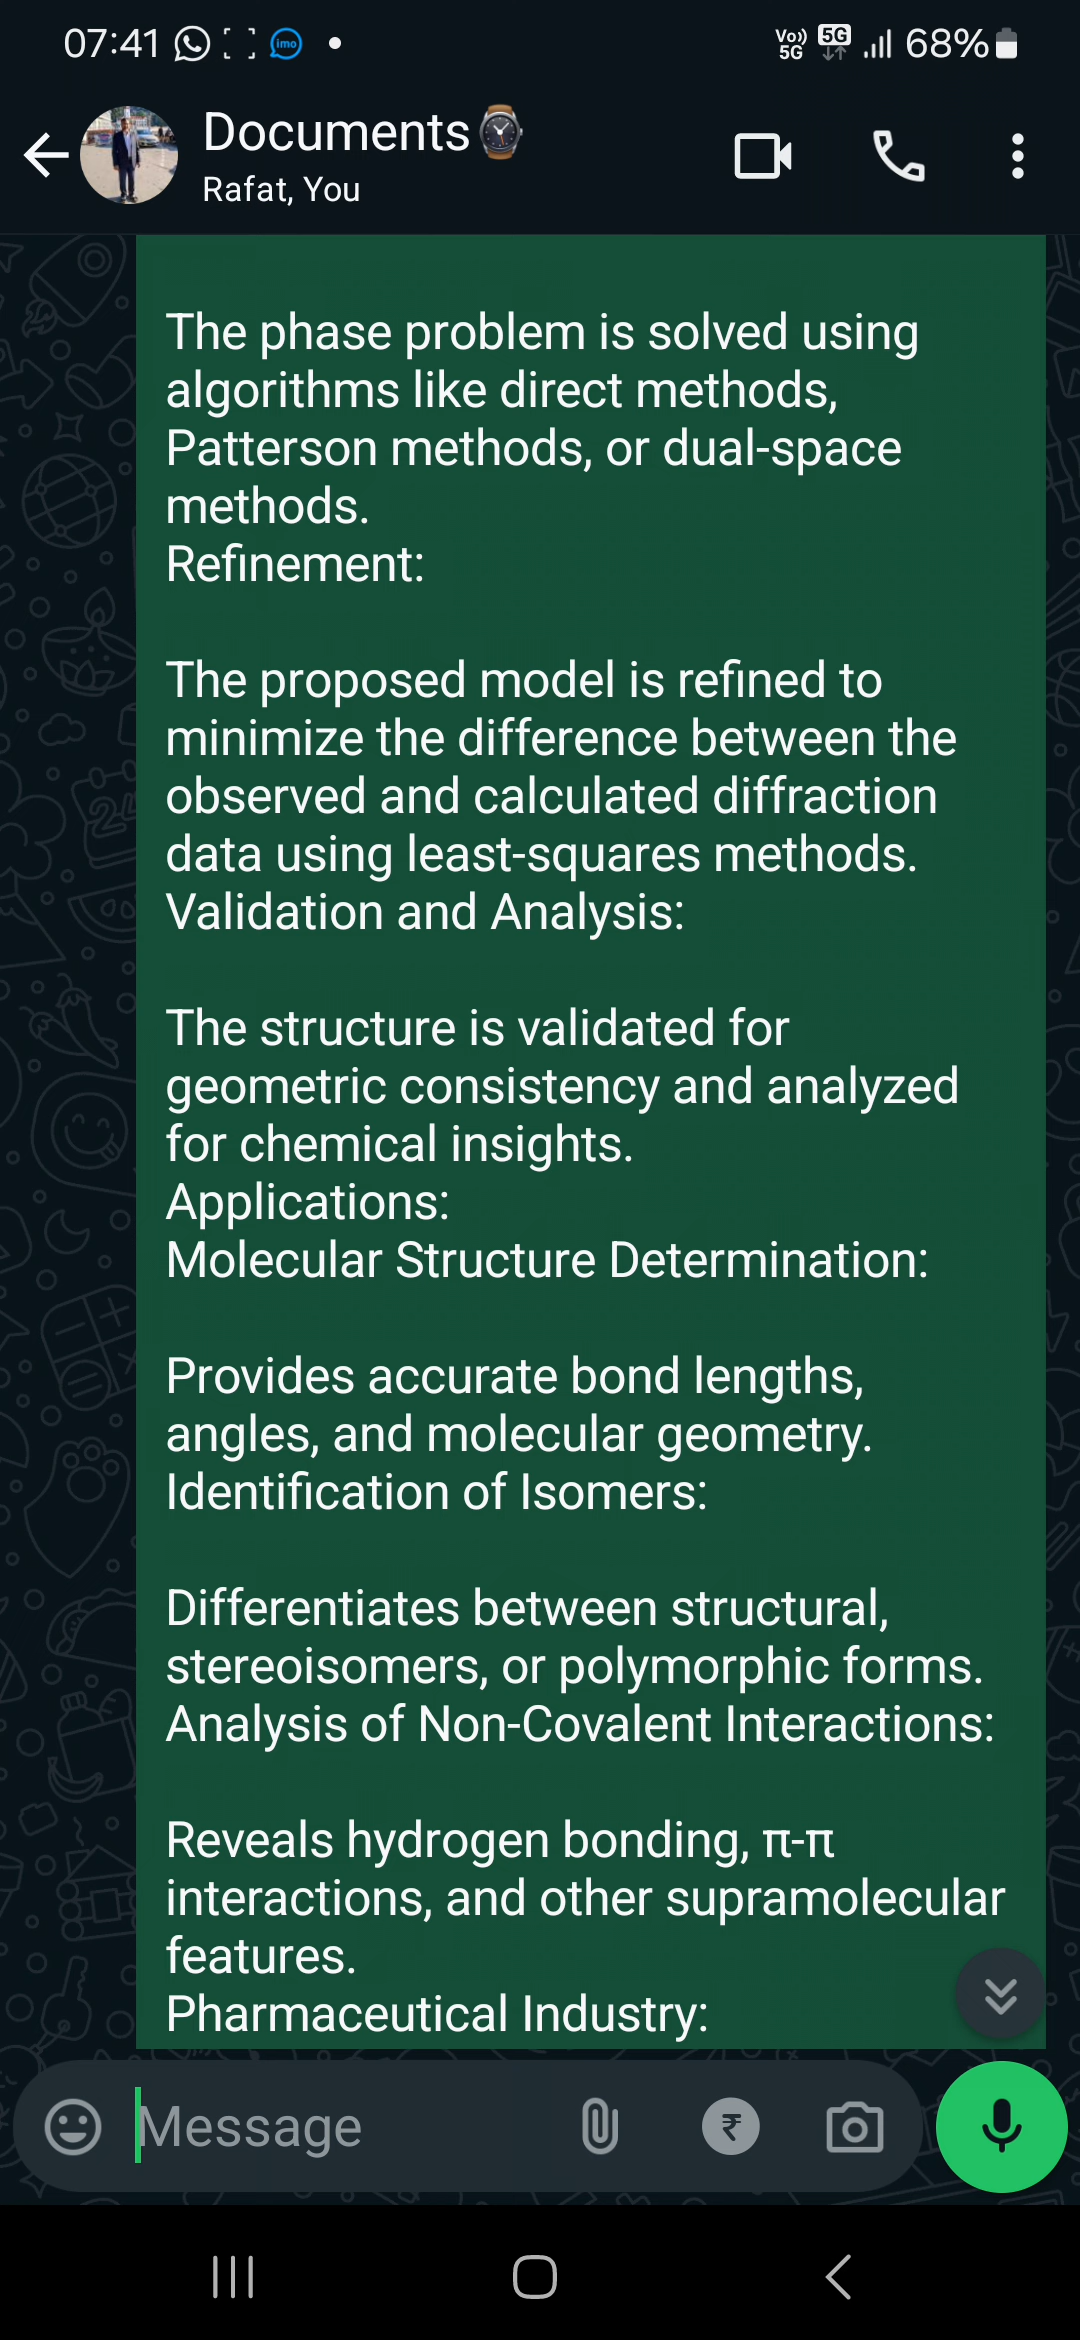 07:41 imo Vo)) 5G 5G 68%
Documents
Rafat, You
The phase problem is solved using
algorithms like direct methods,
Patterson methods, or dual-space
methods.
Refinement:
The proposed model is refined to
minimize the difference between the
observed and calculated diffraction
data using least-squares methods.
Validation and Analysis:
The structure is validated for
geometric consistency and analyzed
for chemical insights.
Applications:
Molecular Structure Determination:
Provides accurate bond lengths,
angles, and molecular geometry.
Identification of Isomers:
Differentiates between structural,
stereoisomers, or polymorphic forms.
Analysis of Non-Covalent Interactions:
Reveals hydrogen bonding, π-π
interactions, and other supramolecular
features.
Pharmaceutical Industry:
Message ₹